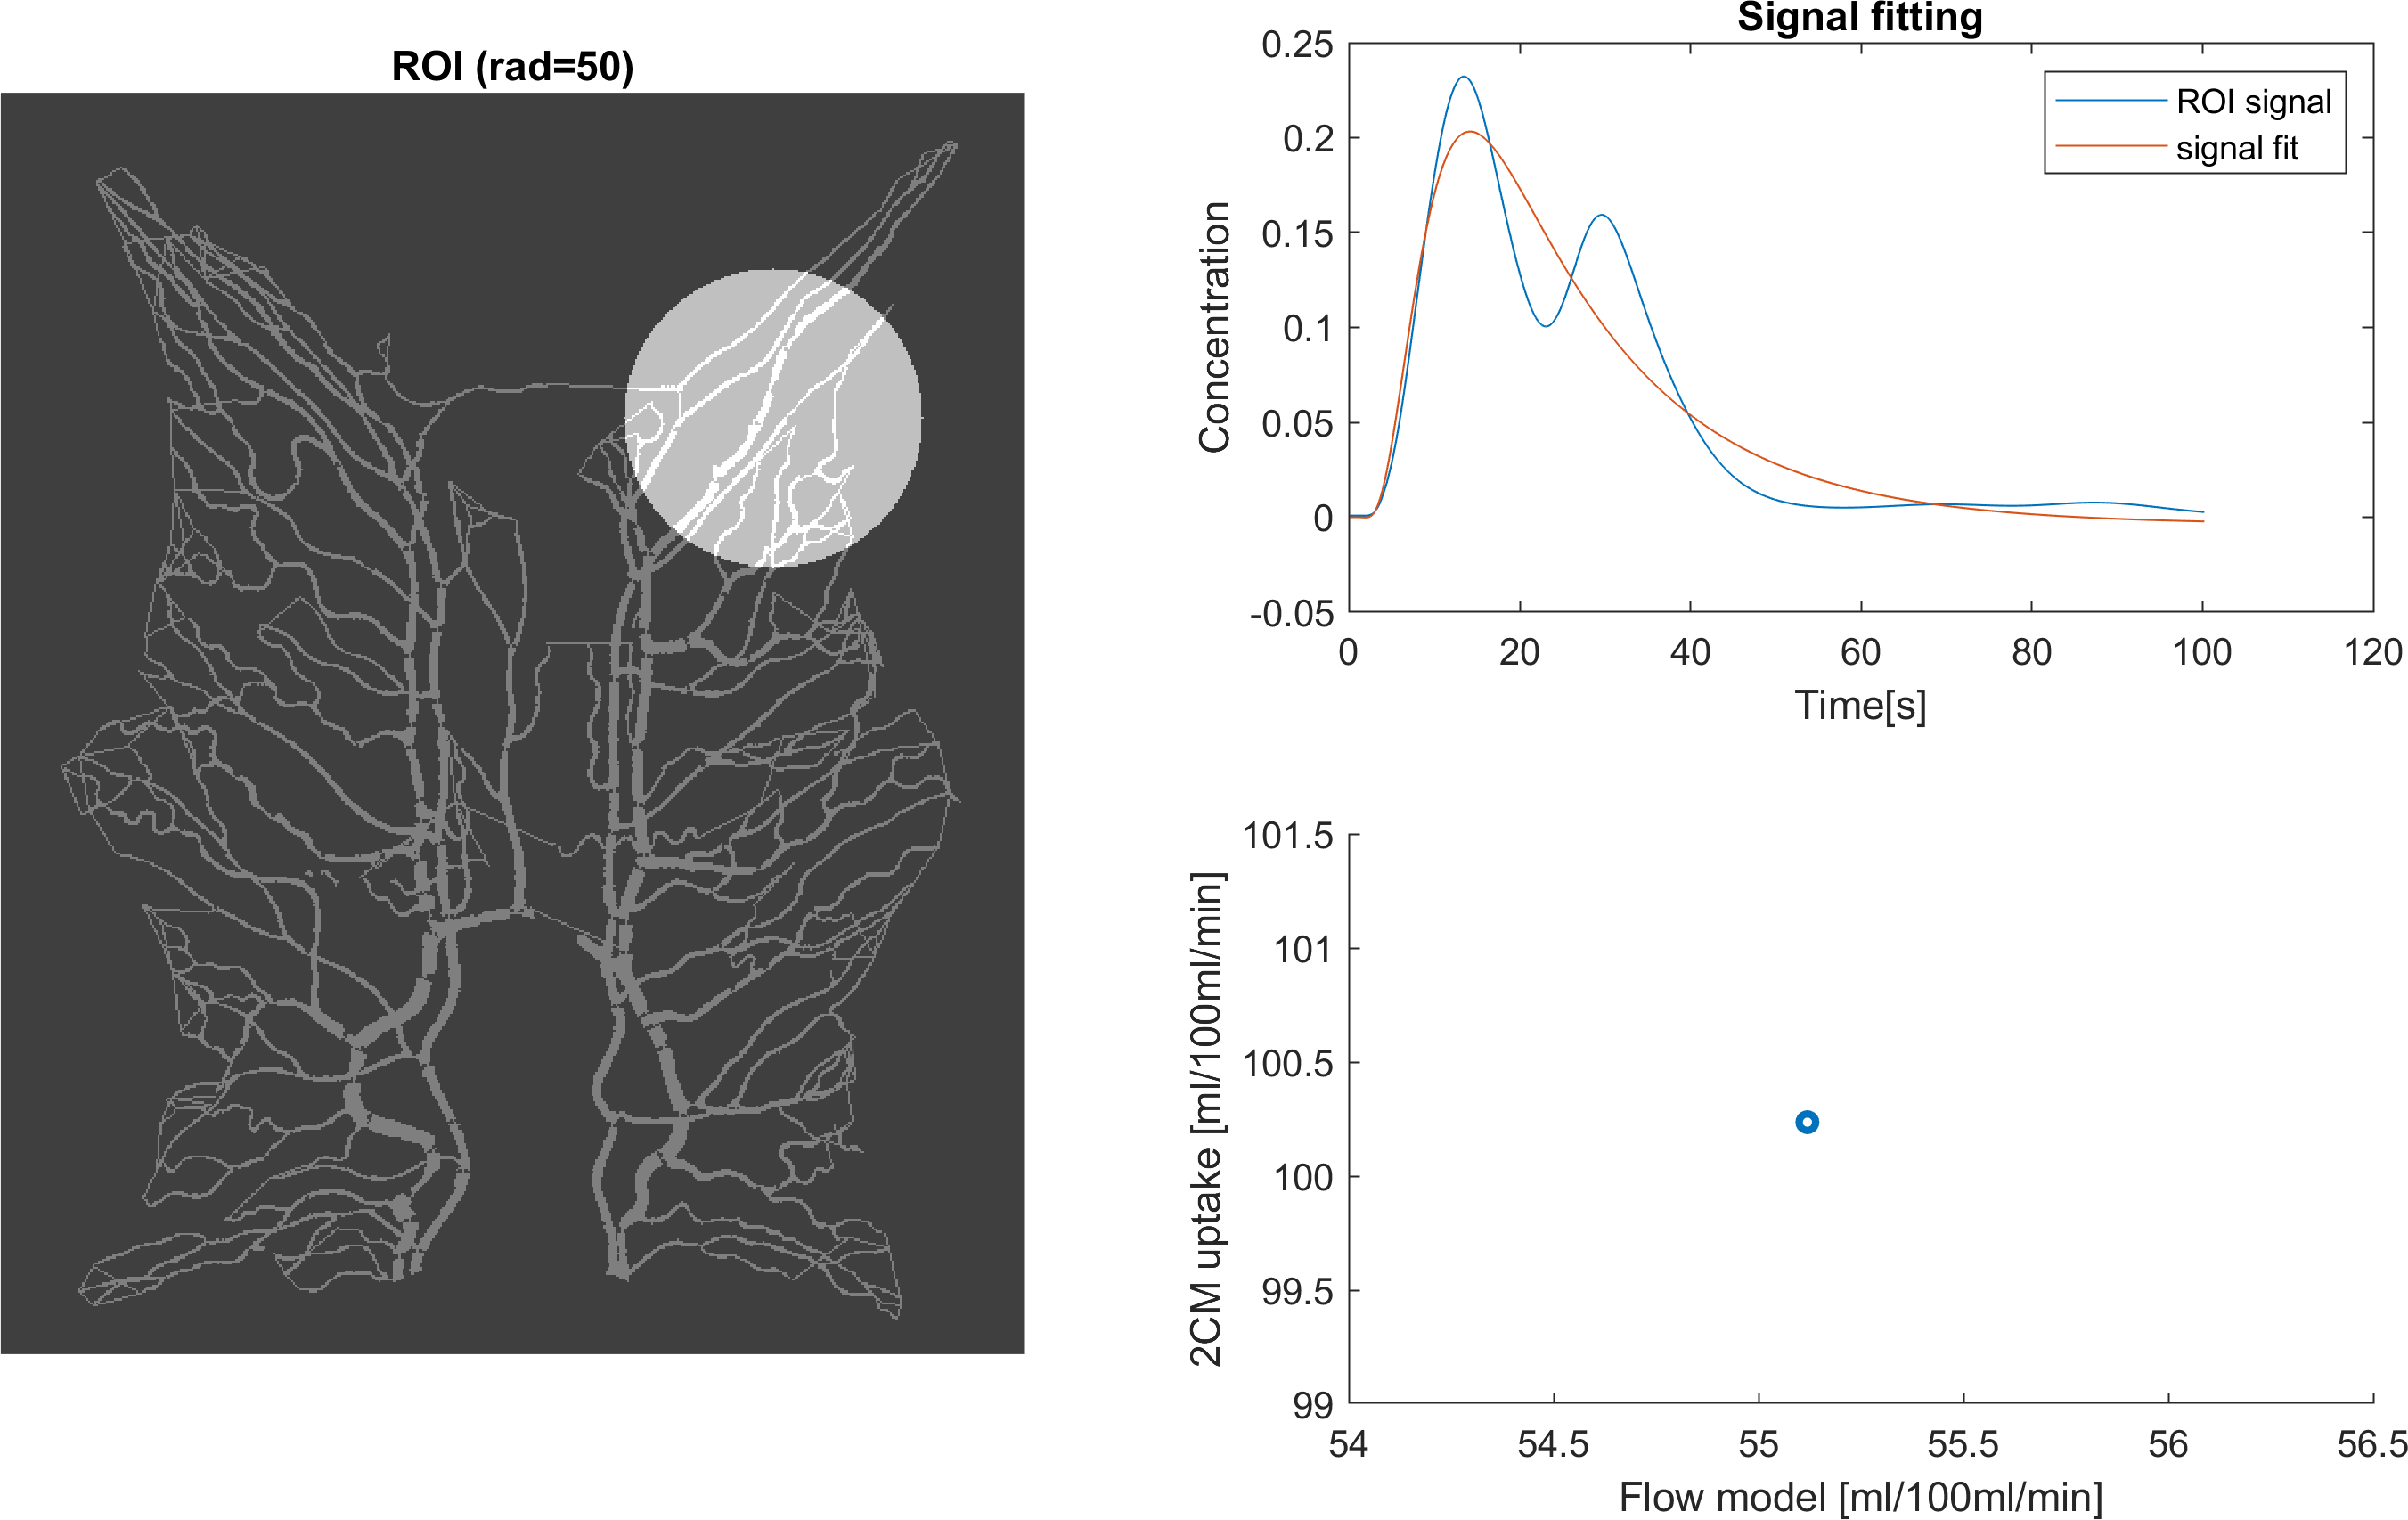 ROI (rad=50)
Signal fitting
0.25
0.2
0.15
0.1
0.05
0
-0.05
Concentration
ROI signal
signal fit
0 20 40 60 80 100 120
Time[s]
101.5
101
100.5
100
99.5
99
2CM uptake [ml/100ml/min]
54 54.5 55 55.5 56 56.5
Flow model [ml/100ml/min]